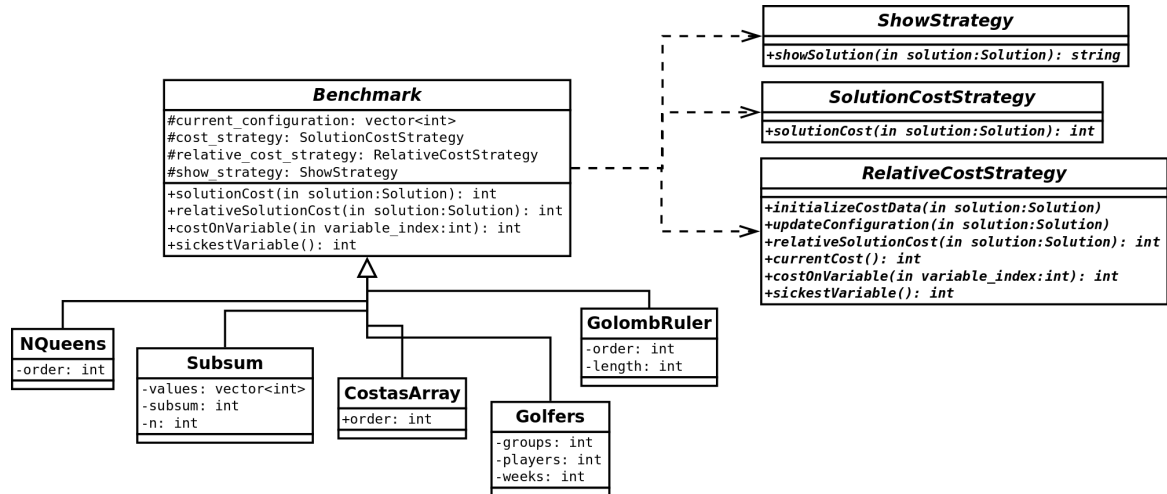 ShowStrategy
+showSolution(in solution:Solution): string
SolutionCostStrategy
+solutionCost(in solution:Solution): int
RelativeCostStrategy
+initializeCostData(in solution:Solution)
+updateConfiguration(in solution:Solution)
+relativeSolutionCost(in solution:Solution): int
+currentCost(): int
+costOnVariable(in variable_index:int): int
+sickestVariable(): int
Benchmark
#current_configuration: vector<int>
#cost_strategy: SolutionCostStrategy
#relative_cost_strategy: RelativeCostStrategy
#show_strategy: ShowStrategy
+solutionCost(in solution:Solution): int
+relativeSolutionCost(in solution:Solution): int
+costOnVariable(in variable_index:int): int
+sickestVariable(): int
NQueens
-order: int
Subsum
-values: vector<int>
-subsum: int
-n: int
CostasArray
+order: int
Golfers
-groups: int
-players: int
-weeks: int
GolombRuler
-order: int
-length: int